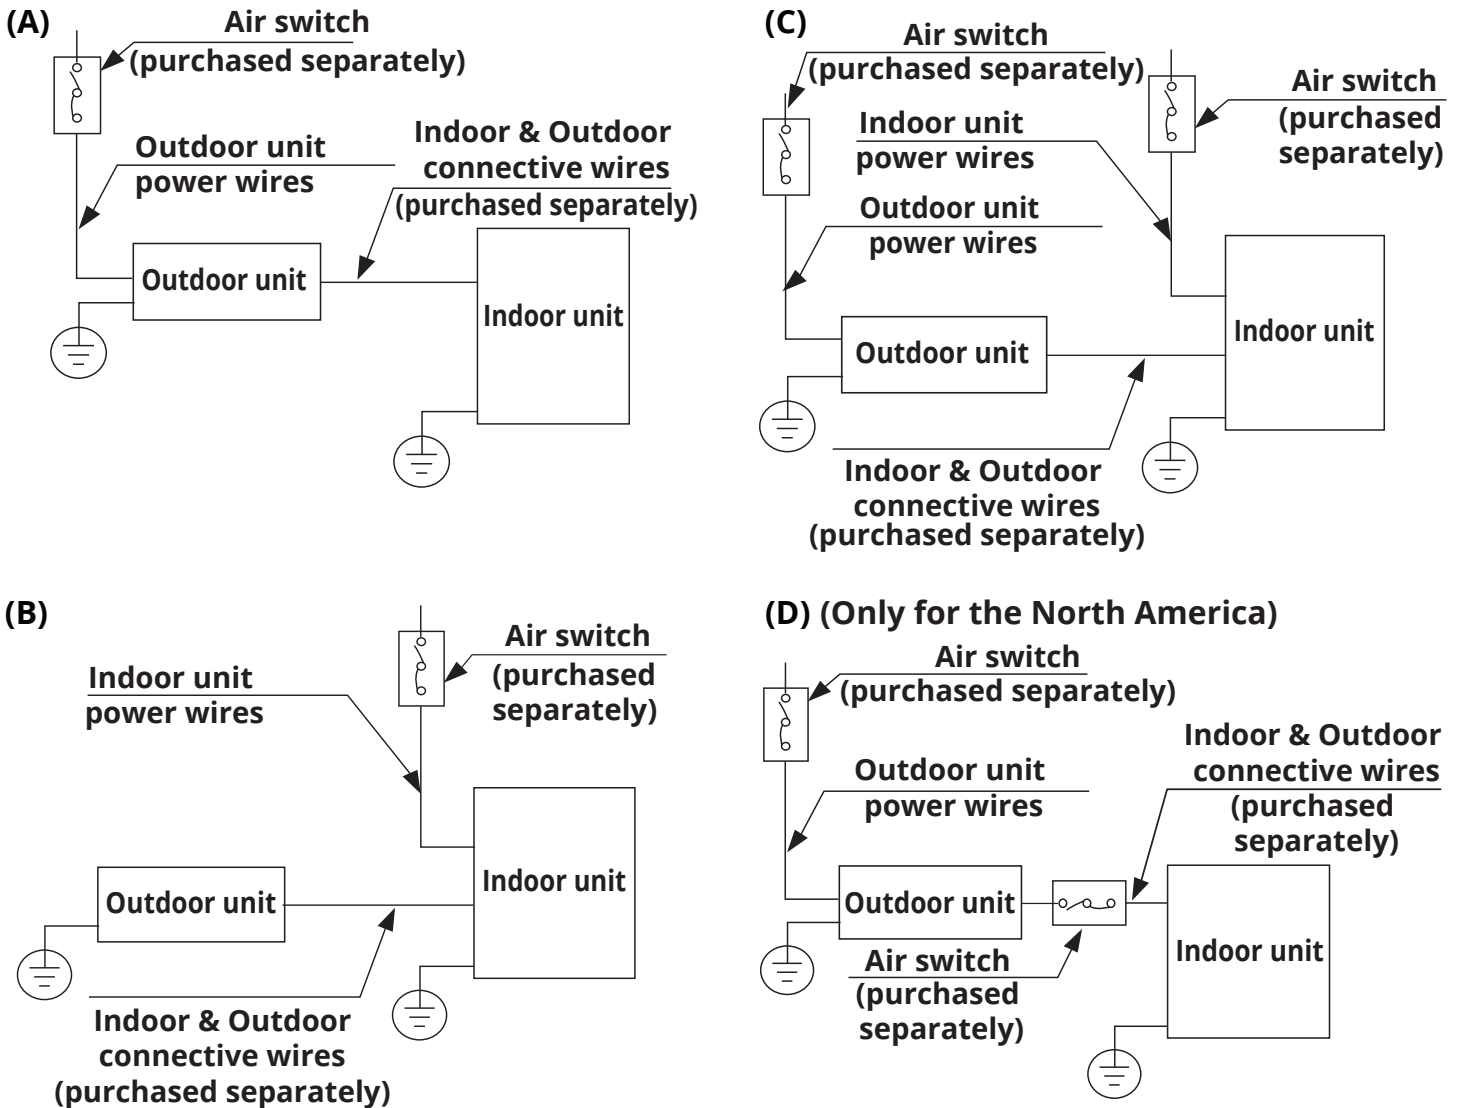 (A)
Air switch
(purchased separately)
Outdoor unit
power wires
Indoor & Outdoor
connective wires
(purchased separately)
Outdoor unit
Indoor unit
(C)
Air switch
(purchased separately)
Air switch
(purchased
separately)
Indoor unit
power wires
Outdoor unit
power wires
Outdoor unit
Indoor unit
Indoor & Outdoor
connective wires
(purchased separately)
(B)
Air switch
(purchased
separately)
Indoor unit
power wires
Outdoor unit
Indoor unit
Indoor & Outdoor
connective wires
(purchased separately)
(D) (Only for the North America)
Air switch
(purchased separately)
Indoor & Outdoor
connective wires
(purchased
separately)
Outdoor unit
power wires
Outdoor unit
Indoor unit
Air switch
(purchased
separately)